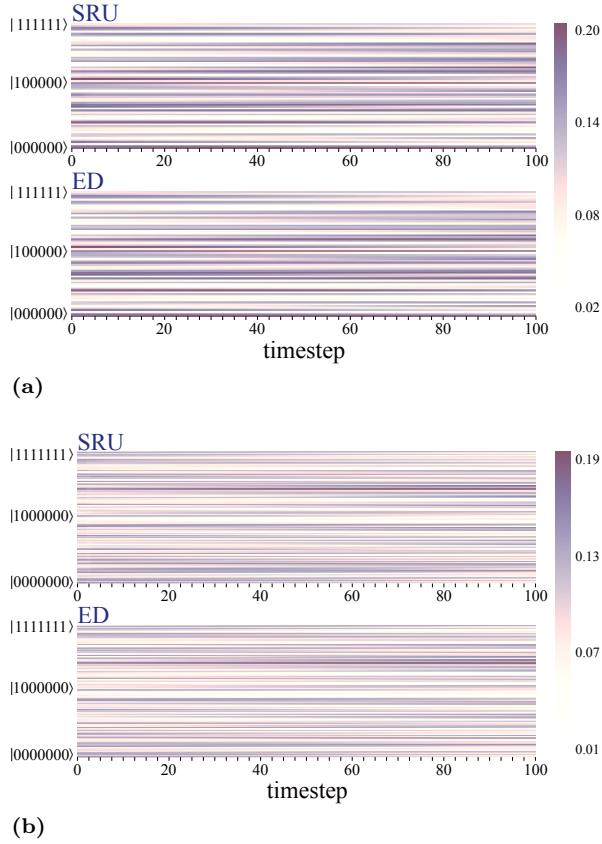 SRU
|111111⟩
|100000⟩
|000000⟩
0 20 40 60 80 100
ED
|111111⟩
|100000⟩
|000000⟩
0 20 40 60 80 100
timestep
0.20
0.14
0.08
0.02
(a)
SRU
|1111111⟩
|1000000⟩
|0000000⟩
0 20 40 60 80 100
ED
|1111111⟩
|1000000⟩
|0000000⟩
0 20 40 60 80 100
timestep
0.19
0.13
0.07
0.01
(b)